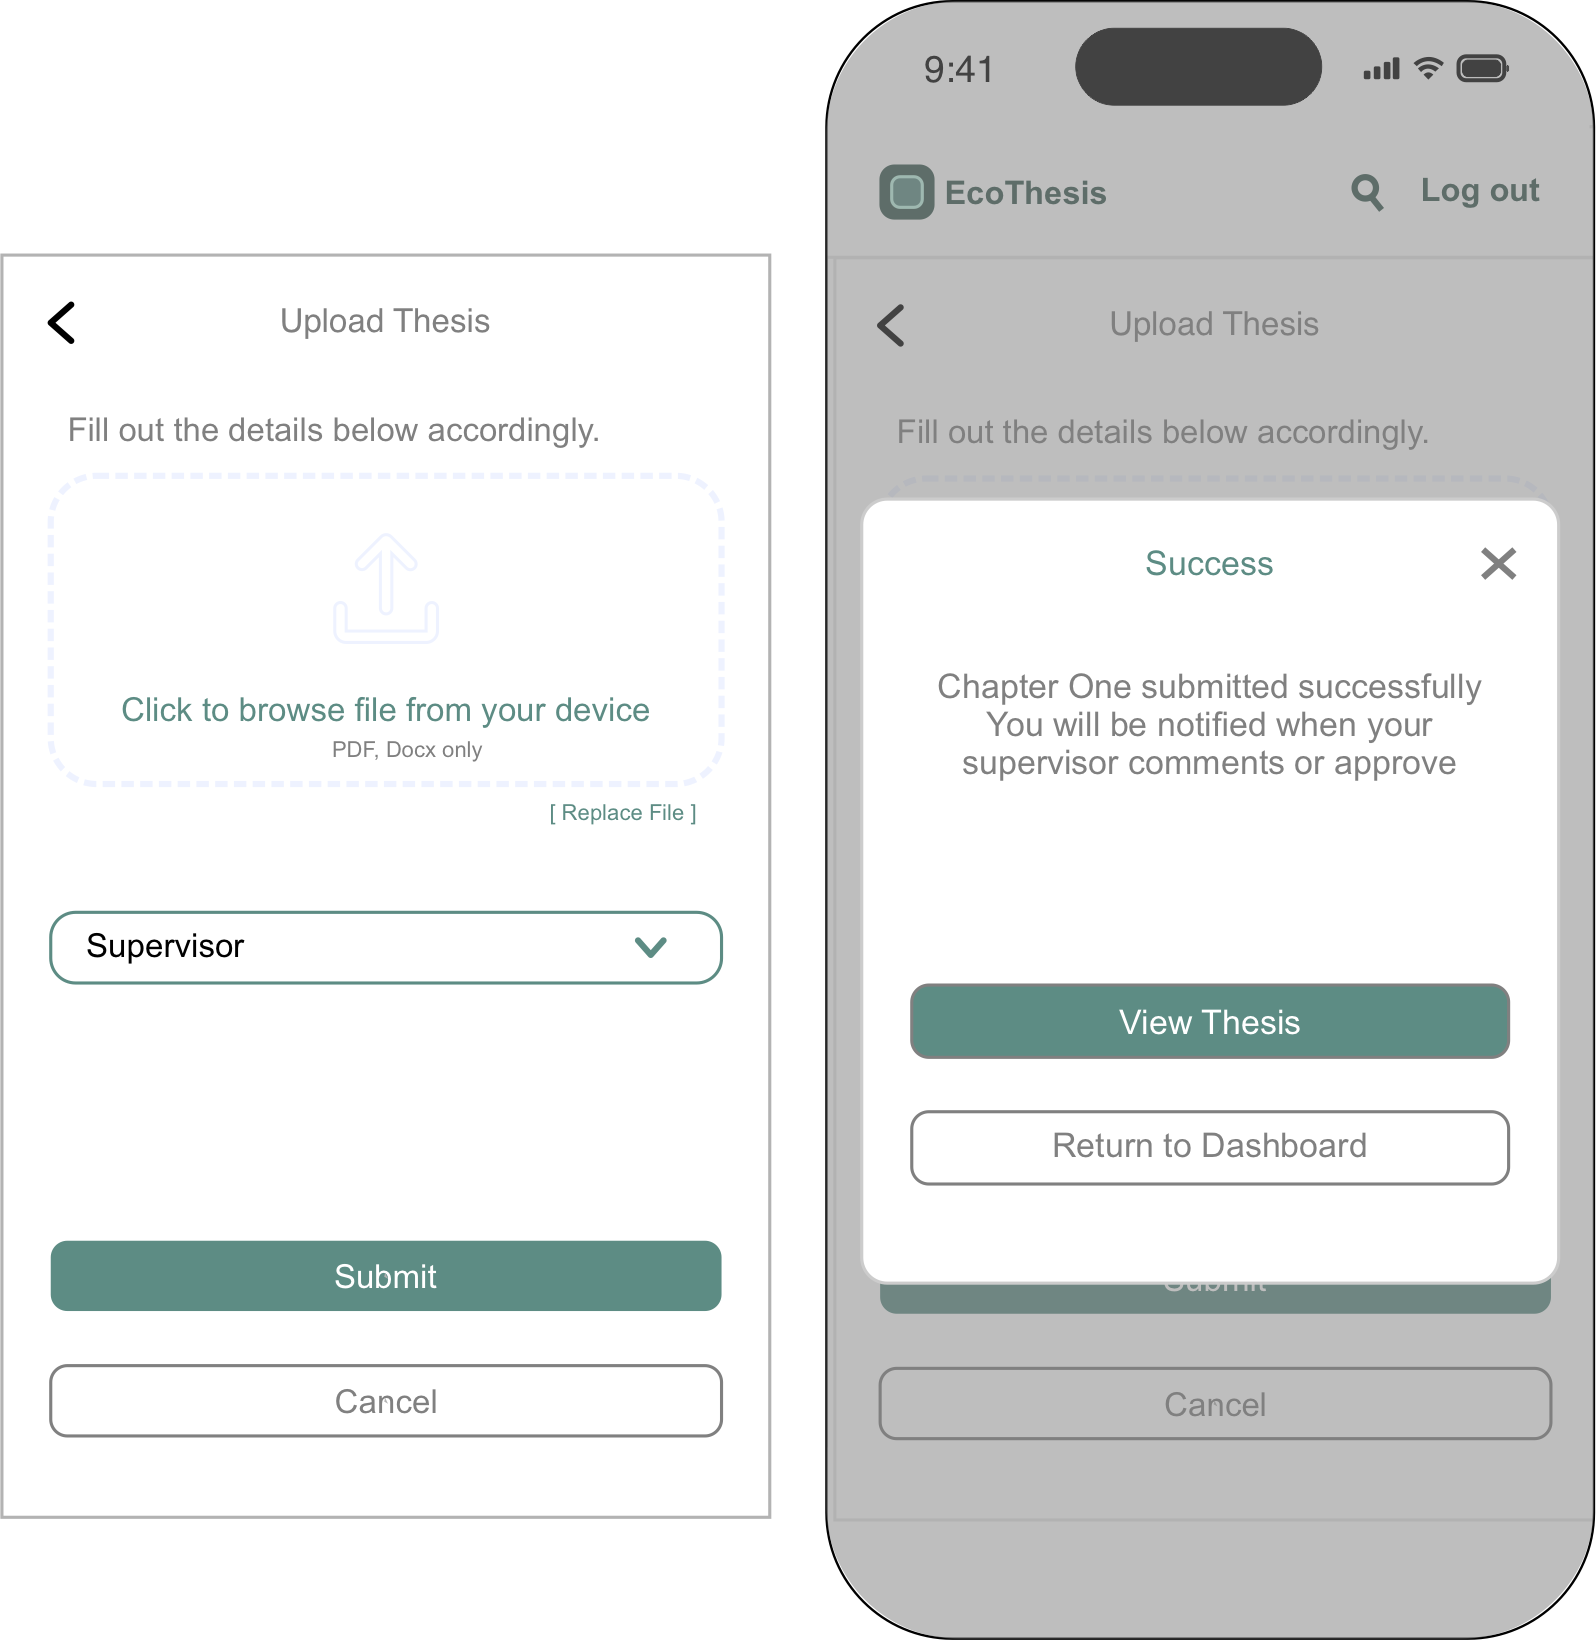 Upload Thesis
Fill out the details below accordingly.
Click to browse file from your device
PDF, Docx only
[ Replace File ]
Supervisor
Submit
Cancel
9:41
EcoThesis
Log out
Upload Thesis
Fill out the details below accordingly.
Success
Chapter One submitted successfully
You will be notified when your
supervisor comments or approve
View Thesis
Return to Dashboard
Submit
Cancel